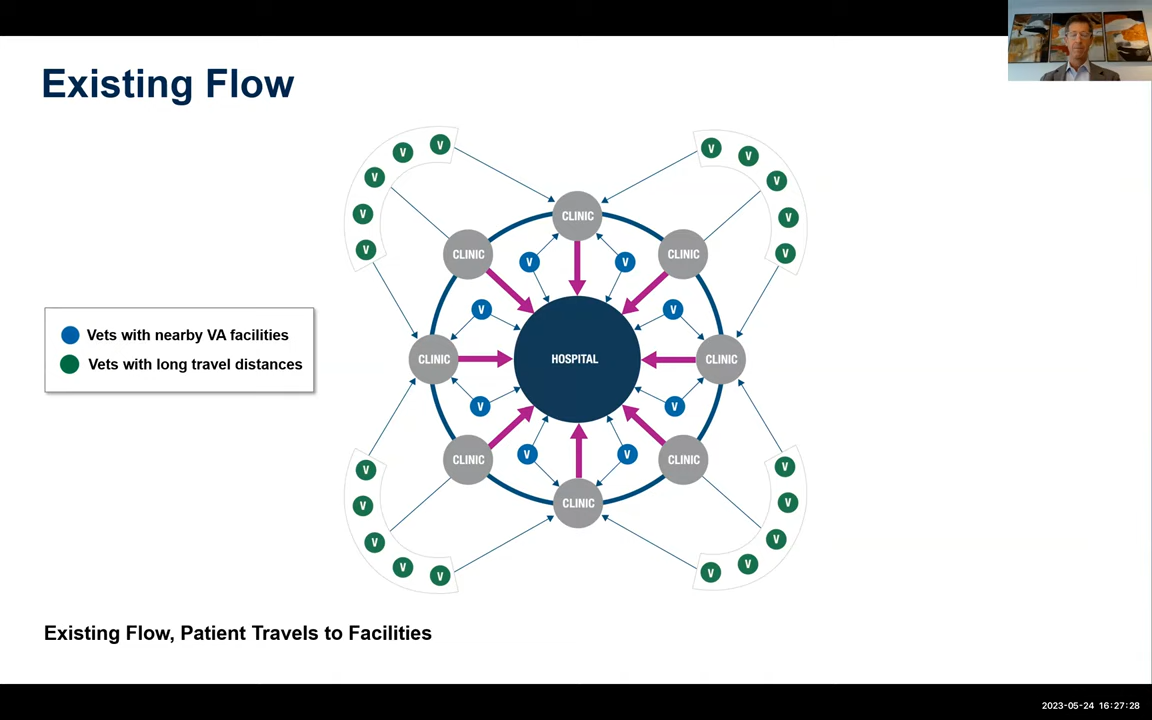 Existing Flow
V V V V V
V V V V V
CLINIC
CLINIC
CLINIC
V
V
V
V
Vets with nearby VA facilities
Vets with long travel distances
CLINIC
HOSPITAL
CLINIC
V
V
V
V
CLINIC
CLINIC
CLINIC
V V V V V
V V V V V
Existing Flow, Patient Travels to Facilities
2023-05-24 16:27:28